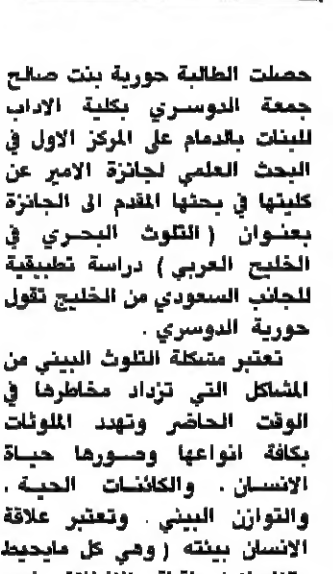 حصلت الطالبة حورية بنت صالح
جمعة الدوسري بكلية الاداب
للبنات بالدمام على المركز الاول في
البحث العلمي لجائزة الامير عن
كليتها في بحثها المقدم الى الجائزة
بعنوان ( التلوث البحري في
الخليج العربي ) دراسة تطبيقية
للجانب السعودي من الخليج تقول
حورية الدوسري .
تعتبر مشكلة التلوث البيئي من
المشاكل التي تزداد مخاطرها في
الوقت الحاضر وتهدد الملوثات
بكافة انواعها وصورها حياة
الانسان . والكائنات الحية .
والتوازن البيئي . وتعتبر علاقة
الانسان ببيئته ( وهي كل مايحيط